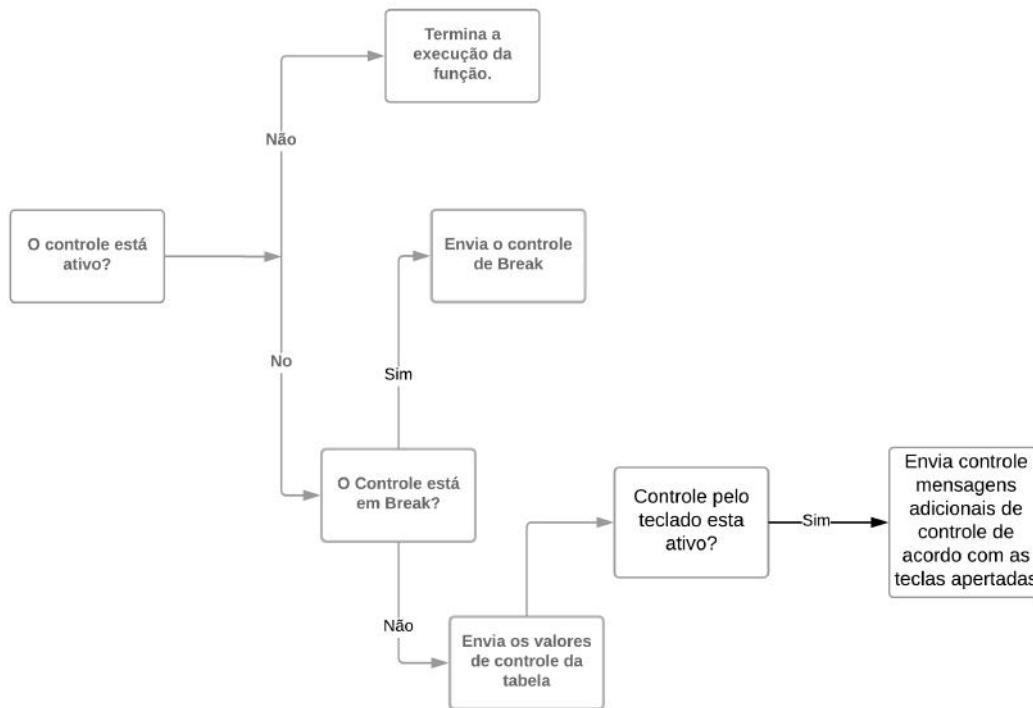 Termina a
execução da
função.
Não
O controle está
ativo?
Envia o controle
de Break
No
Sim
O Controle está
em Break?
Controle pelo
teclado esta
ativo?
Sim
Envia controle
mensagens
adicionais de
controle de
acordo com as
teclas apertadas
Não
Envia os valores
de controle da
tabela